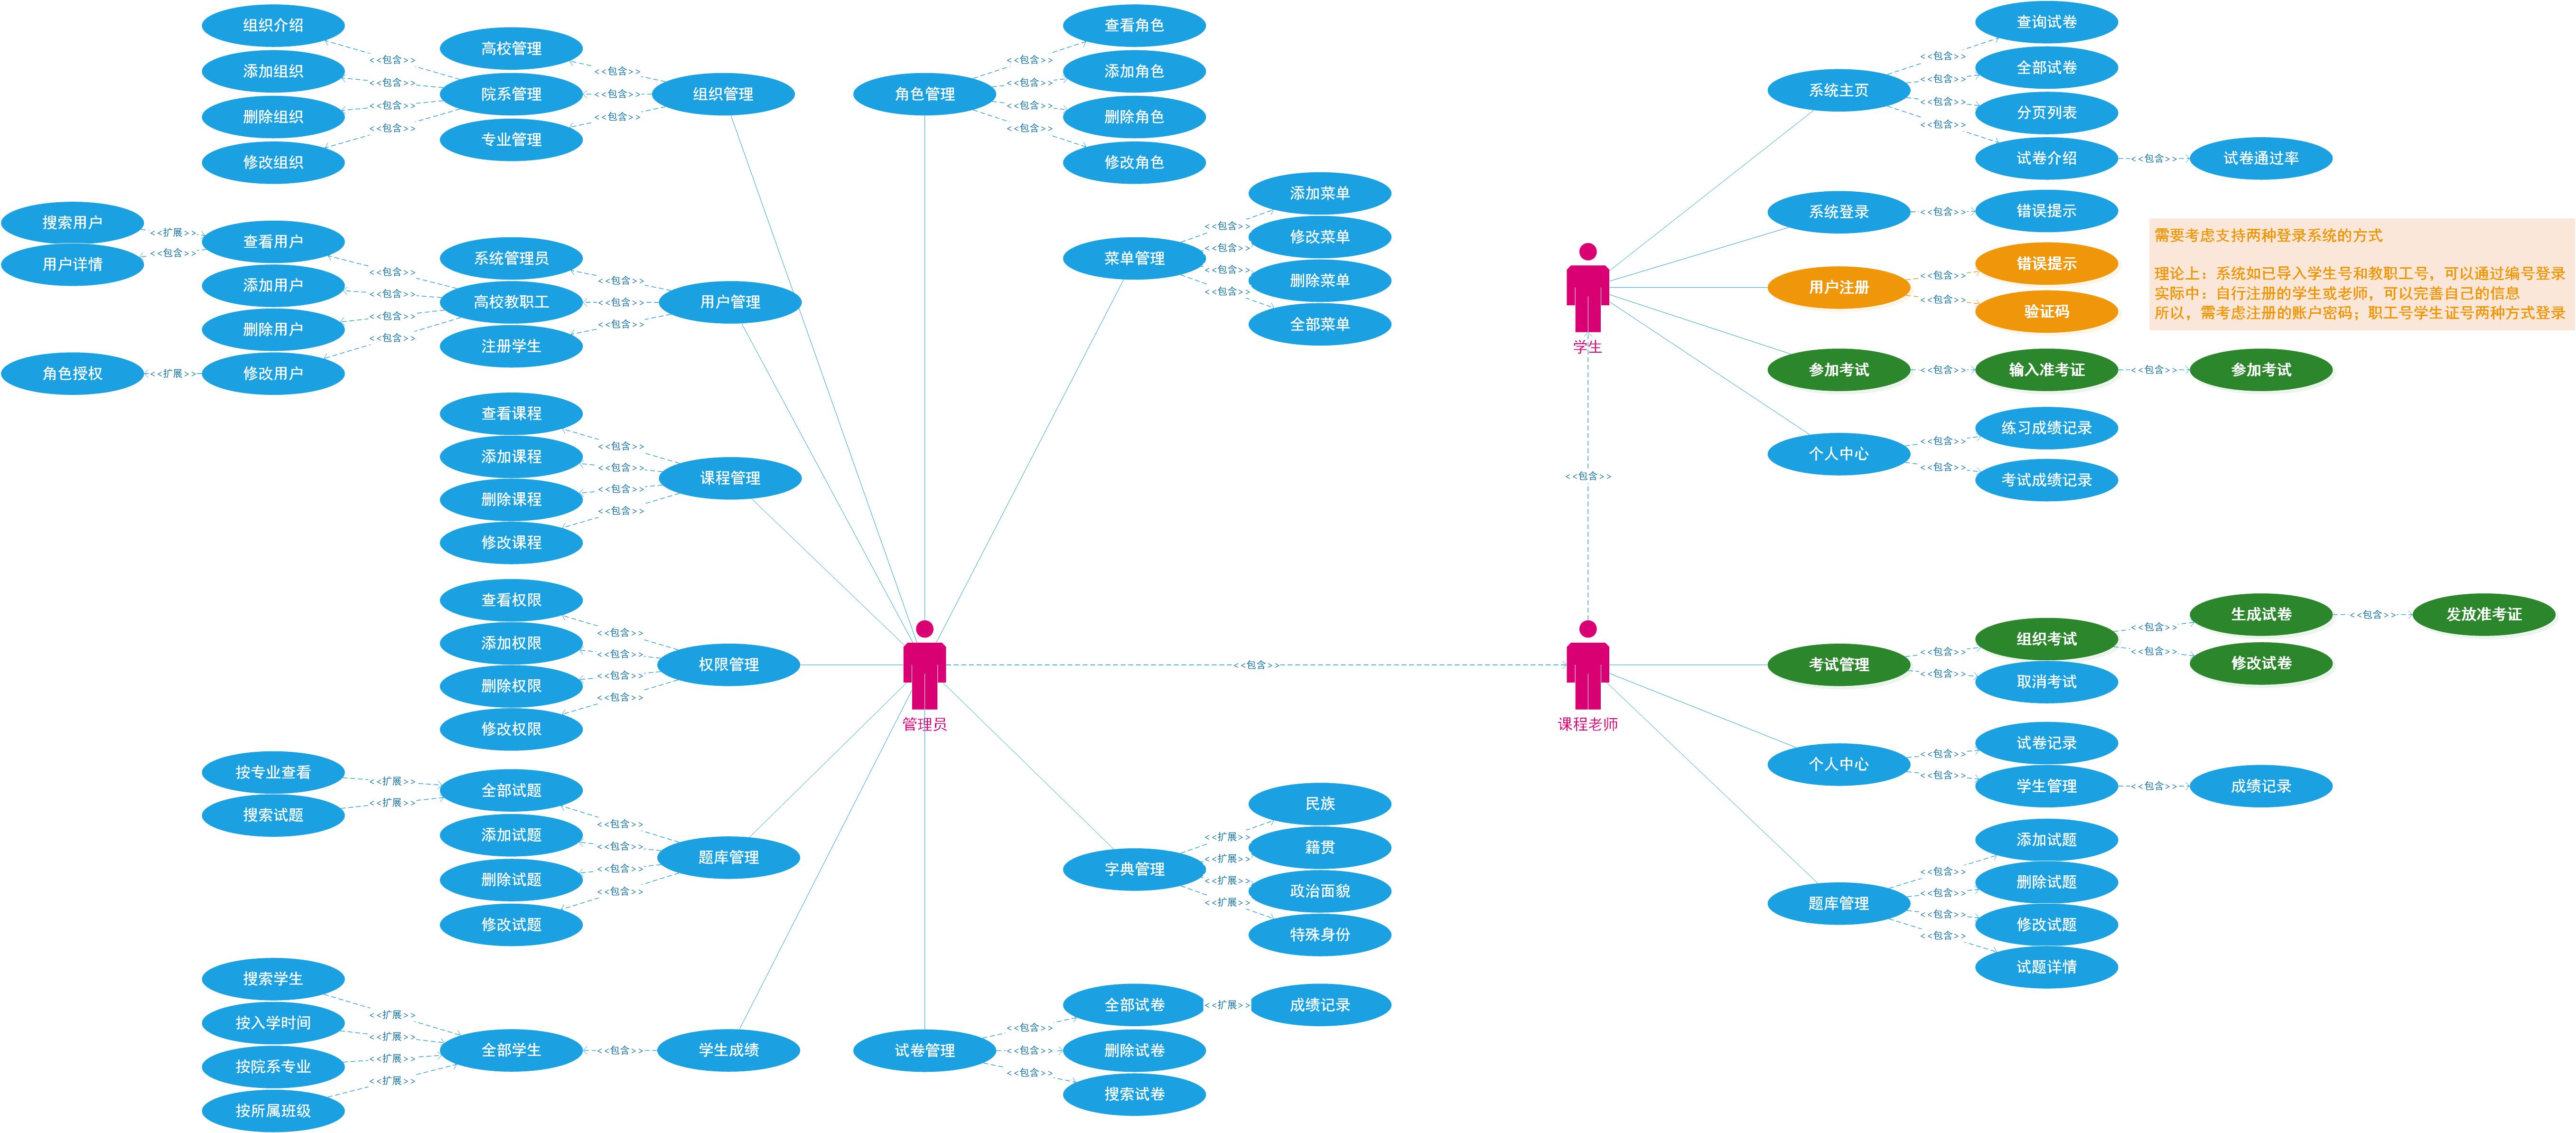 组织介绍
添加组织
删除组织
修改组织
<<包含>>
<<包含>>
<<包含>>
<<包含>>
高校管理
院系管理
专业管理
<<包含>>
<<包含>>
<<包含>>
组织管理
搜索用户
用户详情
<<扩展>>
<<包含>>
查看用户
添加用户
删除用户
修改用户
角色授权
<<扩展>>
<<包含>>
<<包含>>
<<包含>>
<<包含>>
系统管理员
高校教职工
注册学生
<<包含>>
<<包含>>
<<包含>>
用户管理
查看课程
添加课程
删除课程
修改课程
<<包含>>
<<包含>>
<<包含>>
<<包含>>
课程管理
查看权限
添加权限
删除权限
修改权限
<<包含>>
<<包含>>
<<包含>>
<<包含>>
权限管理
按专业查看
搜索试题
<<扩展>>
<<扩展>>
全部试题
添加试题
删除试题
修改试题
<<包含>>
<<包含>>
<<包含>>
<<包含>>
题库管理
搜索学生
按入学时间
按院系专业
按所属班级
<<扩展>>
<<扩展>>
<<扩展>>
<<扩展>>
全部学生
<<包含>>
学生成绩
角色管理
<<包含>>
<<包含>>
<<包含>>
<<包含>>
查看角色
添加角色
删除角色
修改角色
菜单管理
<<包含>>
<<包含>>
<<包含>>
<<包含>>
添加菜单
修改菜单
删除菜单
全部菜单
管理员
<<包含>>
字典管理
<<扩展>>
<<扩展>>
<<扩展>>
<<扩展>>
民族
籍贯
政治面貌
特殊身份
试卷管理
<<包含>>
<<包含>>
<<包含>>
全部试卷
删除试卷
搜索试卷
<<扩展>>
成绩记录
学生
<<包含>>
课程老师
系统主页
<<包含>>
<<包含>>
<<包含>>
<<包含>>
查询试卷
全部试卷
分页列表
试卷介绍
<<包含>>
试卷通过率
系统登录
<<包含>>
错误提示
用户注册
<<包含>>
<<包含>>
错误提示
验证码
需要考虑支持两种登录系统的方式
理论上：系统如已导入学生号和教职工号，可以通过编号登录
实际中：自行注册的学生或老师，可以完善自己的信息
所以，需考虑注册的账户密码；职工号学生证号两种方式登录
参加考试
<<包含>>
输入准考证
<<包含>>
参加考试
个人中心
<<包含>>
<<包含>>
练习成绩记录
考试成绩记录
考试管理
<<包含>>
<<包含>>
组织考试
取消考试
<<包含>>
<<包含>>
生成试卷
修改试卷
<<包含>>
发放准考证
个人中心
<<包含>>
<<包含>>
试卷记录
学生管理
<<包含>>
成绩记录
题库管理
<<包含>>
<<包含>>
<<包含>>
<<包含>>
添加试题
删除试题
修改试题
试题详情